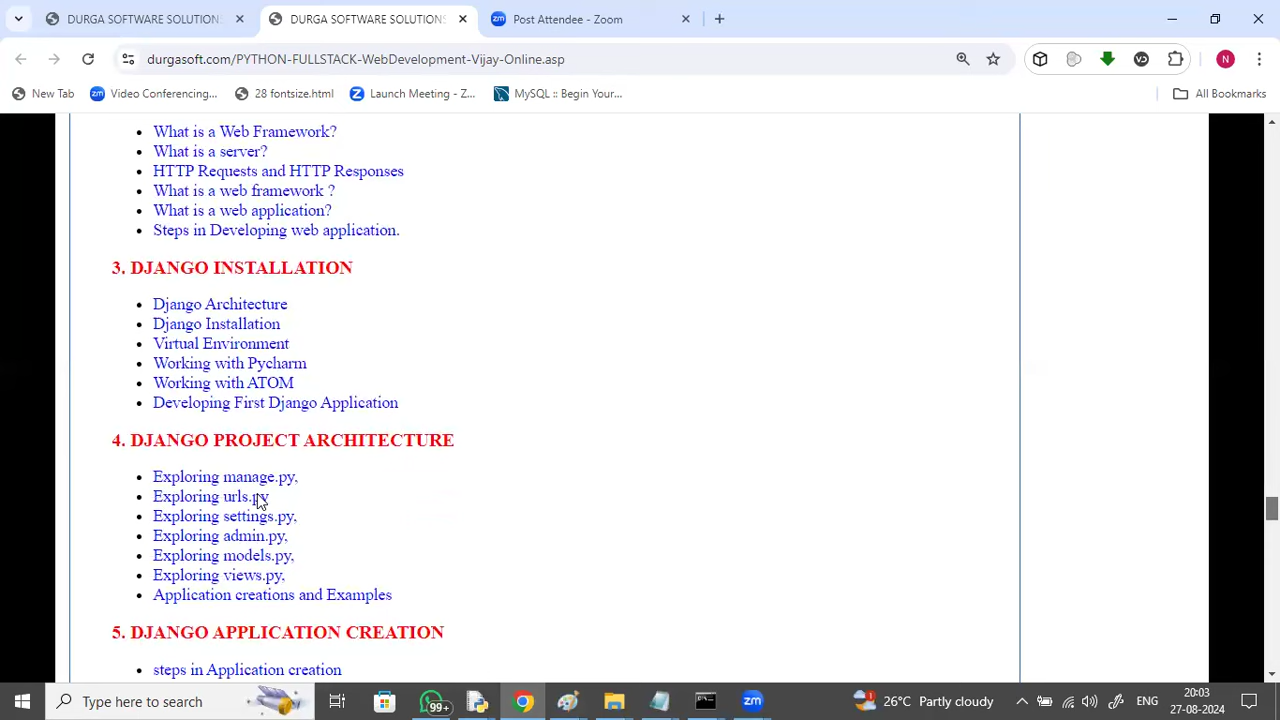 DURGA SOFTWARE SOLUTIONS
DURGA SOFTWARE SOLUTIONS
Post Attendee - Zoom
durgasoft.com/PYTHON-FULLSTACK-WebDevelopment-Vijay-Online.asp
N
New Tab
Video Conferencing...
28 fontsize.html
Launch Meeting - Z...
MySQL :: Begin Your...
All Bookmarks
What is a Web Framework?
What is a server?
HTTP Requests and HTTP Responses
What is a web framework ?
What is a web application?
Steps in Developing web application.
3. DJANGO INSTALLATION
Django Architecture
Django Installation
Virtual Environment
Working with Pycharm
Working with ATOM
Developing First Django Application
4. DJANGO PROJECT ARCHITECTURE
Exploring manage.py,
Exploring urls.py
Exploring settings.py,
Exploring admin.py,
Exploring models.py,
Exploring views.py,
Application creations and Examples
5. DJANGO APPLICATION CREATION
steps in Application creation
Type here to search
99+
26°C Partly cloudy
ENG
20:03
27-08-2024